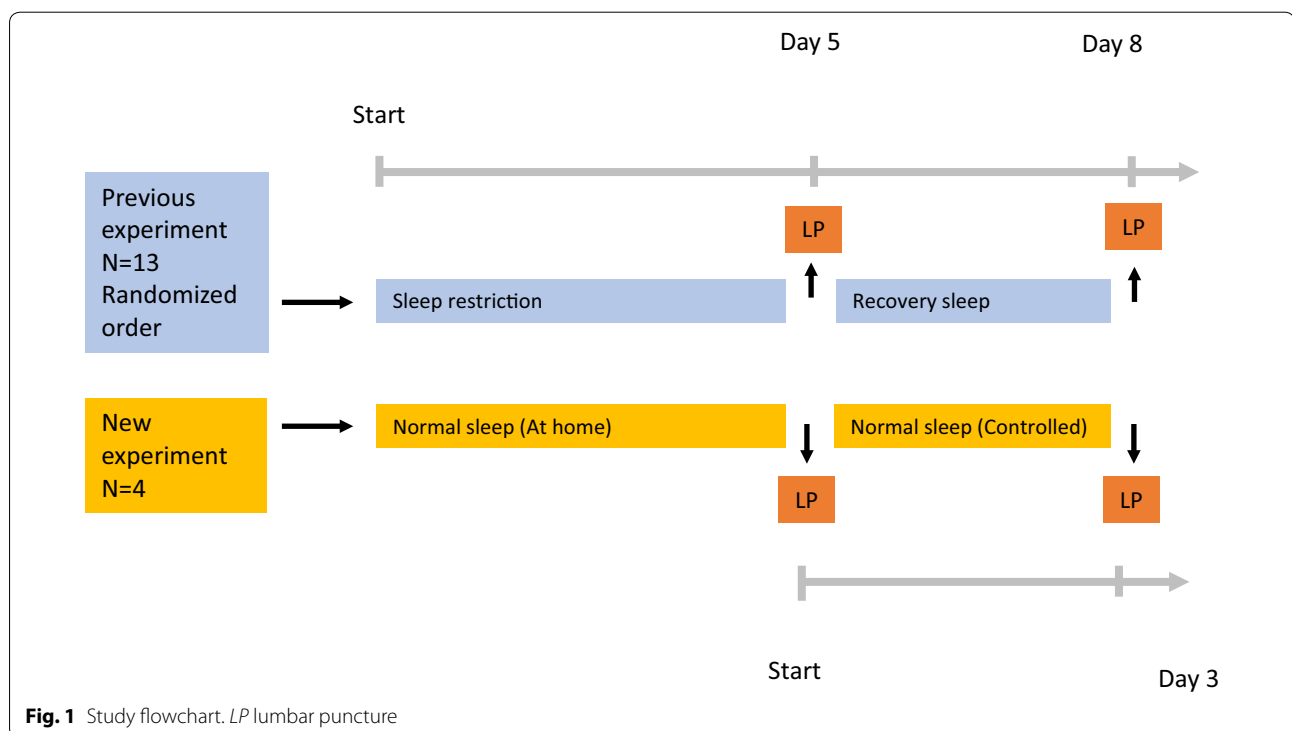 Day 5
Day 8
Start
Previous
experiment
N=13
Randomized
order
LP
LP
Sleep restriction
Recovery sleep
New
experiment
N=4
Normal sleep (At home)
Normal sleep (Controlled)
LP
LP
Start
Day 3
Fig. 1 Study flowchart. LP lumbar puncture